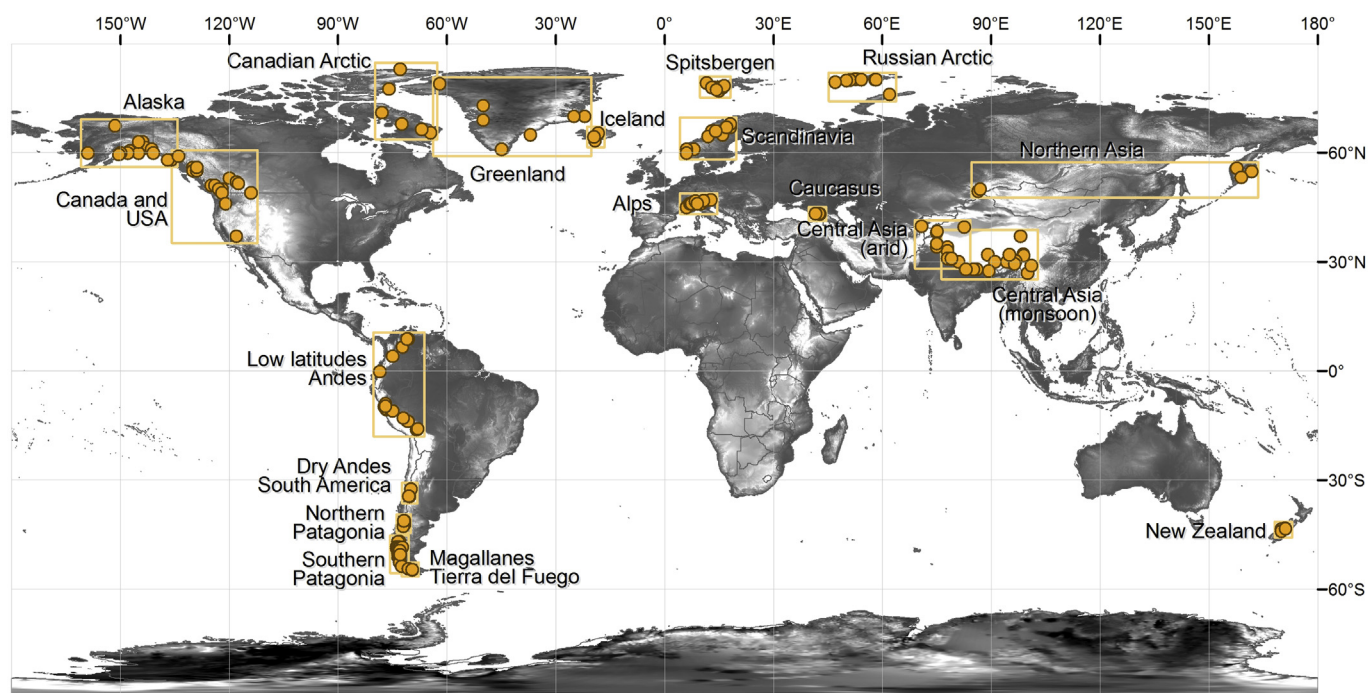 150°W 120°W 90°W 60°W 30°W 0° 30°E 60°E 90°E 120°E 150°E 180°
Canadian Arctic
Spitsbergen
Russian Arctic
Alaska
Iceland
Scandinavia
Northern Asia
60°N
Greenland
Canada and
USA
Alps
Caucasus
Central Asia
(arid)
30°N
Central Asia
(monsoon)
Low latitudes
Andes
0°
Dry Andes
South America
30°S
Northern
Patagonia
New Zealand
Southern
Patagonia
Magallanes
Tierra del Fuego
60°S